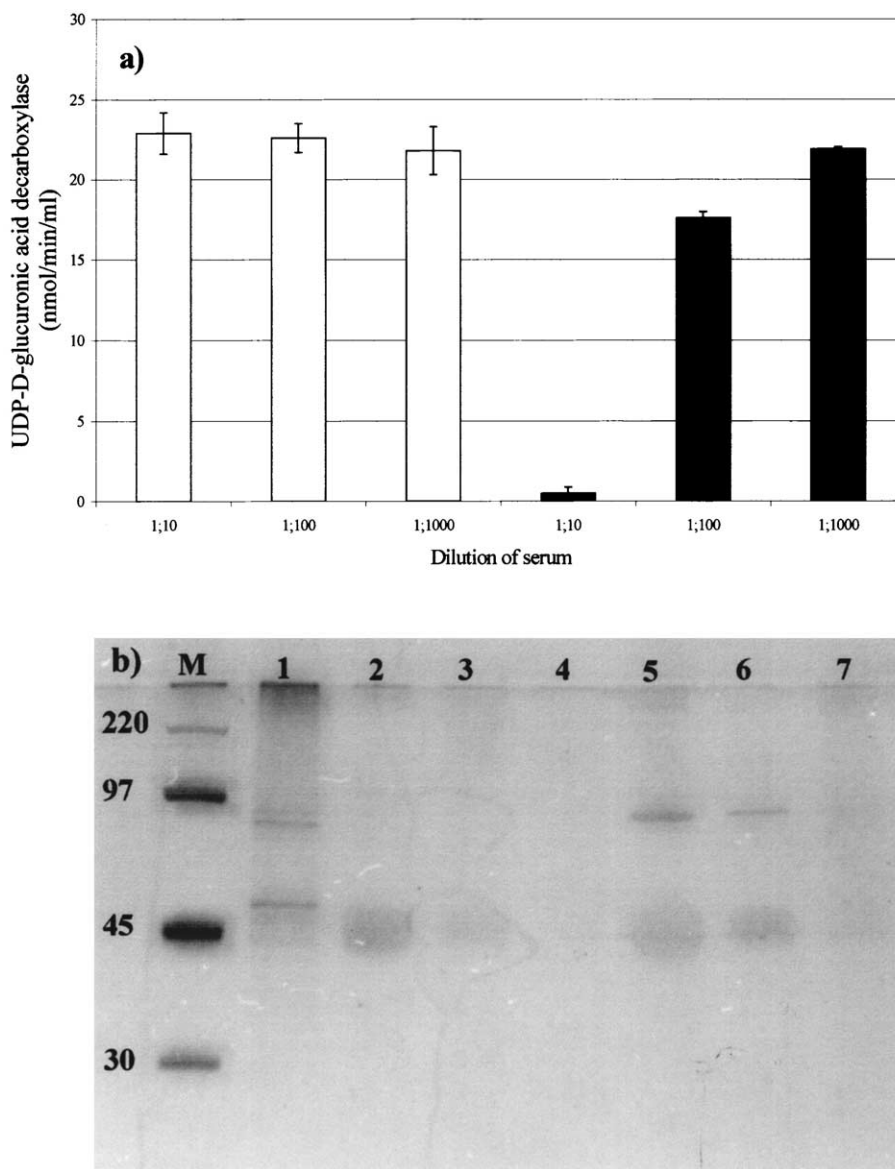 30
a)
25
20
15
10
5
0
UDP-D-glucuronic acid decarboxylase
(nmol/min/ml)
1;10 1;100 1;1000 1;10 1;100 1;1000
Dilution of serum
b) M 1 2 3 4 5 6 7
220
97
45
30